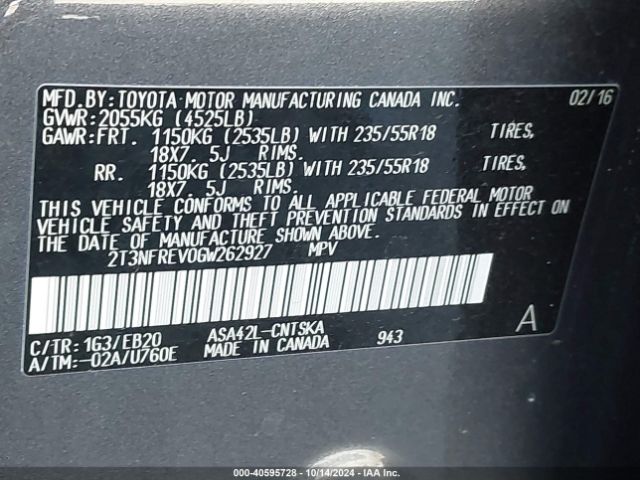 MFD. BY: TOYOTA MOTOR MANUFACTURING CANADA INC. 02/16
GVWR: 2055KG (4525LB)
GAWR: FRT. 1150KG (2535LB) WITH 235/55R18 TIRES,
18X7. 5J RIMS.
RR. 1150KG (2535LB) WITH 235/55R18 TIRES,
18X7. 5J RIMS.
THIS VEHICLE CONFORMS TO ALL APPLICABLE FEDERAL MOTOR
VEHICLE SAFETY AND THEFT PREVENTION STANDARDS IN EFFECT ON
THE DATE OF MANUFACTURE SHOWN ABOVE.
2T3NFREV0GW262927 MPV
A
C/TR: 1G3/EB20 ASA42L-CNTSKA 943
A/TM: -02A/U760E MADE IN CANADA
000-40595728 - 10/14/2024 - IAA Inc.